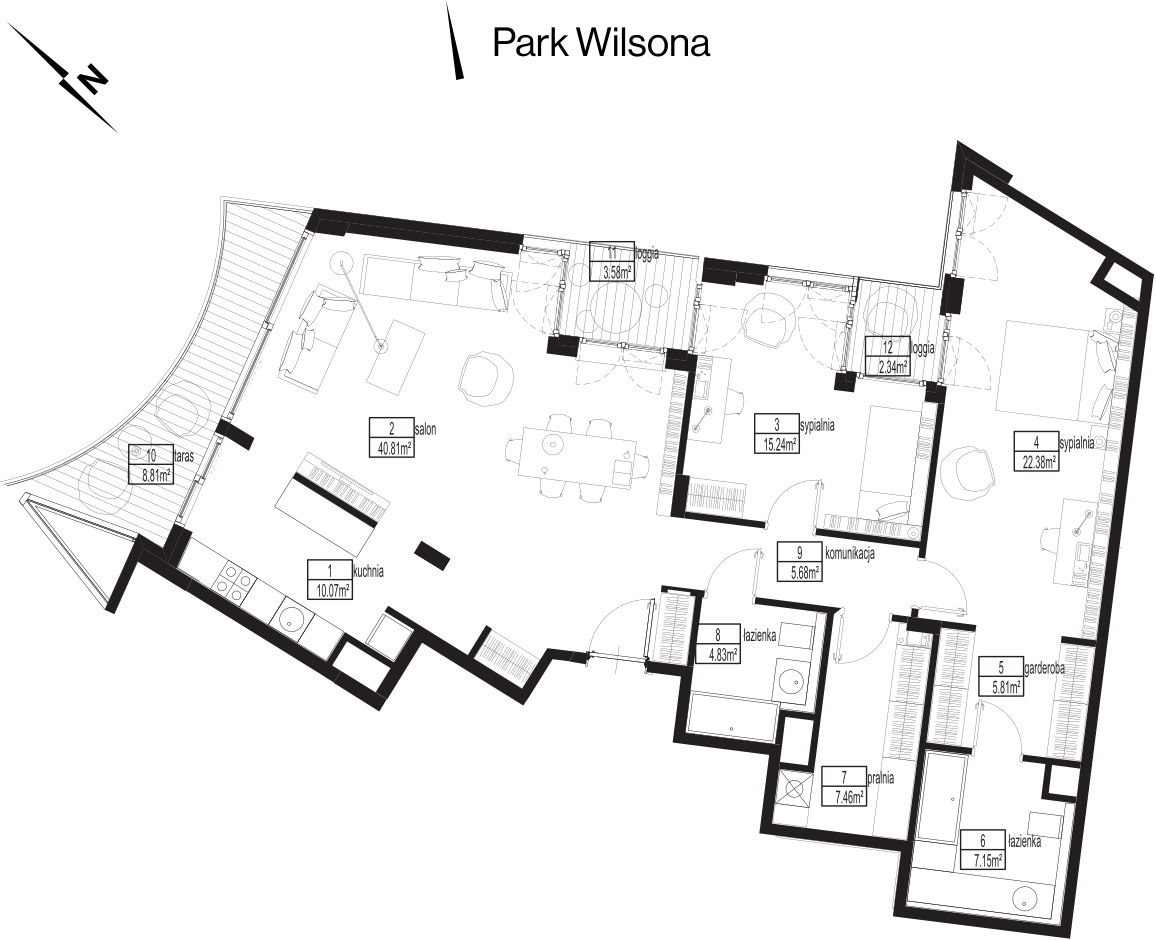 Park Wilsona
N
11 loggia
3.58m²
12 loggia
2.34m²
2 salon
40.81m²
3 sypialnia
15.24m²
4 sypialnia
22.38m²
10 taras
8.81m²
1 kuchnia
10.07m²
9 komunikacja
5.68m²
8 łazienka
4.83m²
5 garderoba
5.81m²
7 pralnia
7.46m²
6 łazienka
7.15m²